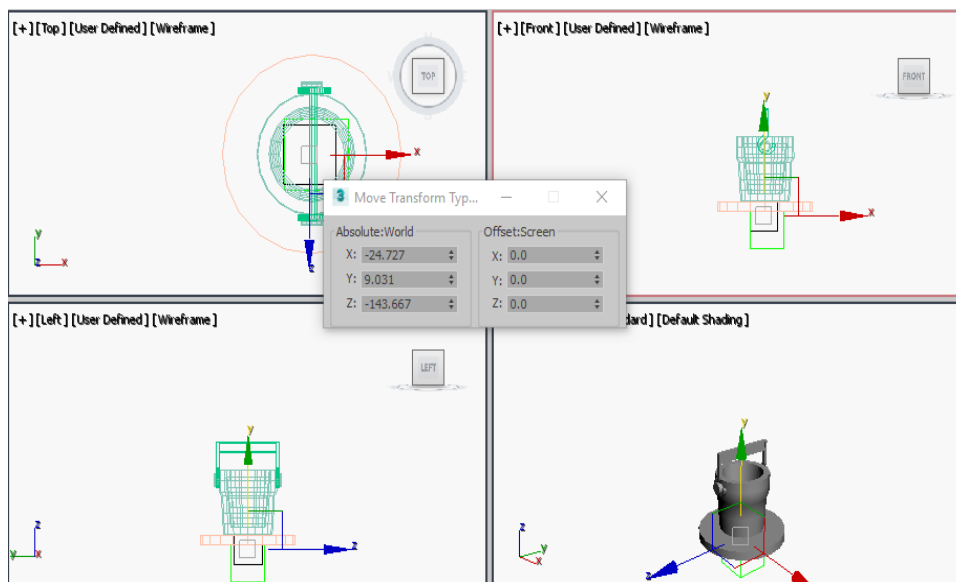 [+] [Top] [User Defined] [Wireframe]
TOP
y
z
x
x
z
[+] [Front] [User Defined] [Wireframe]
FRONT
y
x
3 Move Transform Typ...
Absolute:World
X: -24.727
Y: 9.031
Z: -143.667
Offset:Screen
X: 0.0
Y: 0.0
Z: 0.0
[+] [Left] [User Defined] [Wireframe]
LEFT
y
z
z
y
x
[Default Shading]
y
z
z
y
x